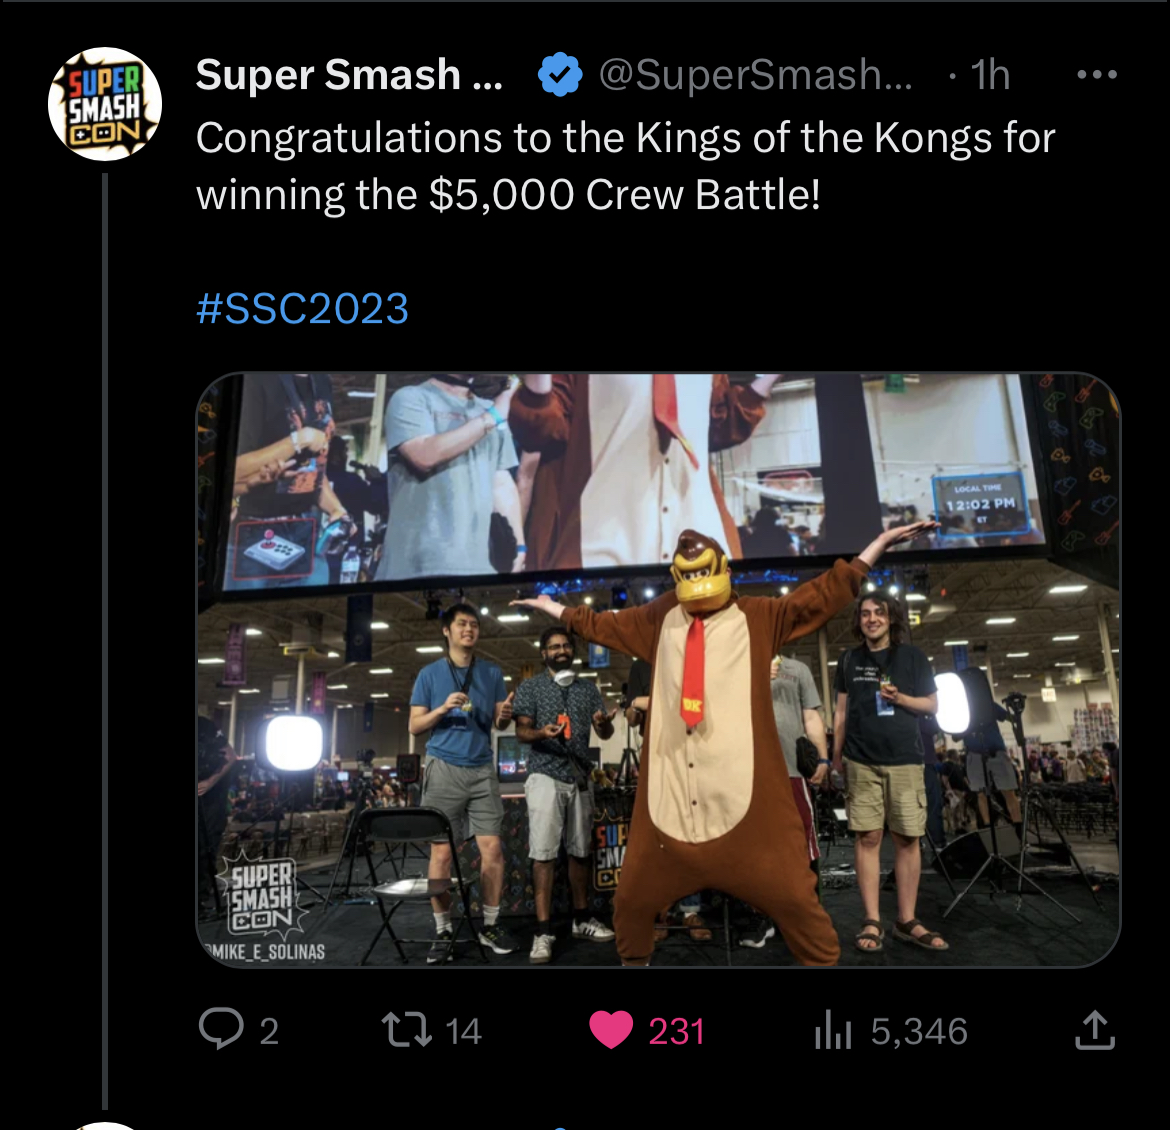 SUPER
SMASH
CON
Super Smash ... @SuperSmash... · 1h
Congratulations to the Kings of the Kongs for
winning the $5,000 Crew Battle!
#SSC2023
LOCAL TIME
12:02 PM
ET
DK
SUPER
SMASH
CON
@MIKE_E_SOLINAS
2 14 231 5,346